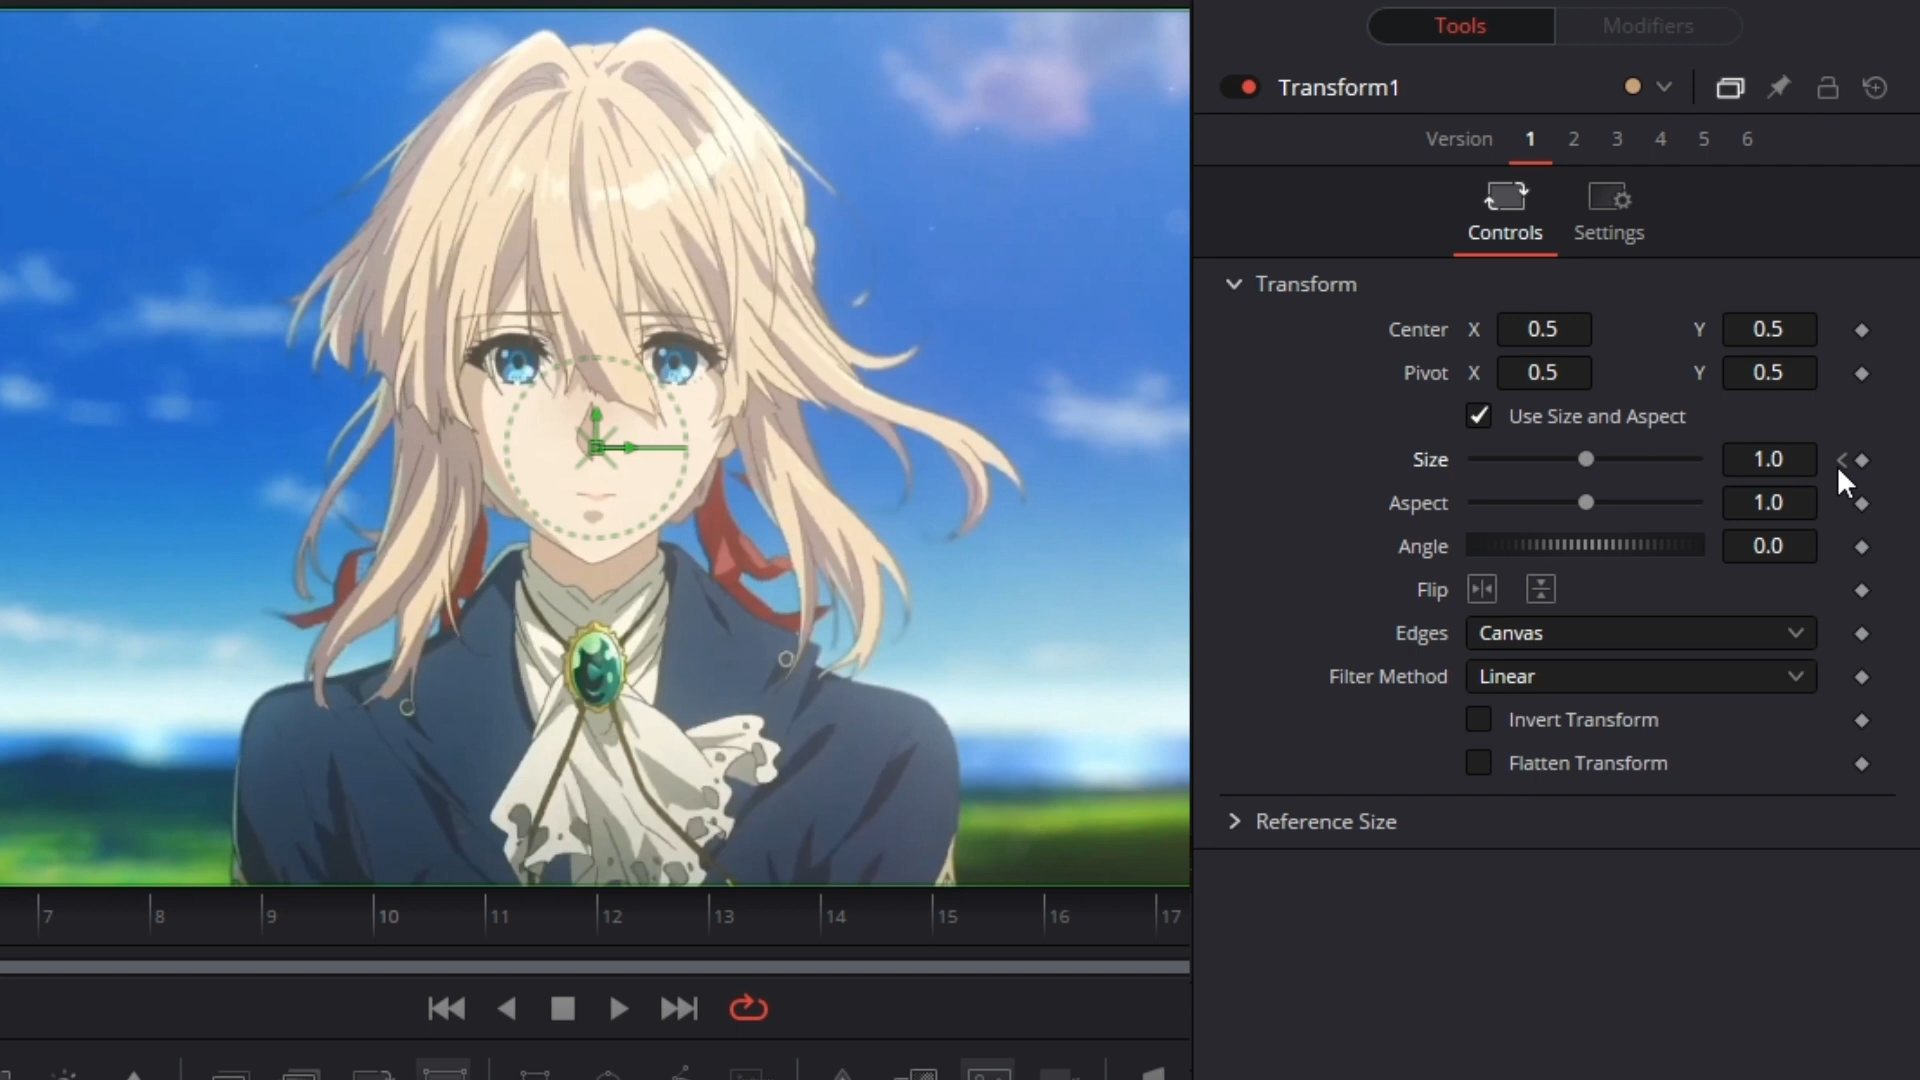 Tools Modifiers
Transform1
Version 1 2 3 4 5 6
Controls Settings
Transform
Center X 0.5 Y 0.5
Pivot X 0.5 Y 0.5
Use Size and Aspect
Size 1.0
Aspect 1.0
Angle 0.0
Flip
Edges Canvas
Filter Method Linear
Invert Transform
Flatten Transform
Reference Size
7 8 9 10 11 12 13 14 15 16 17